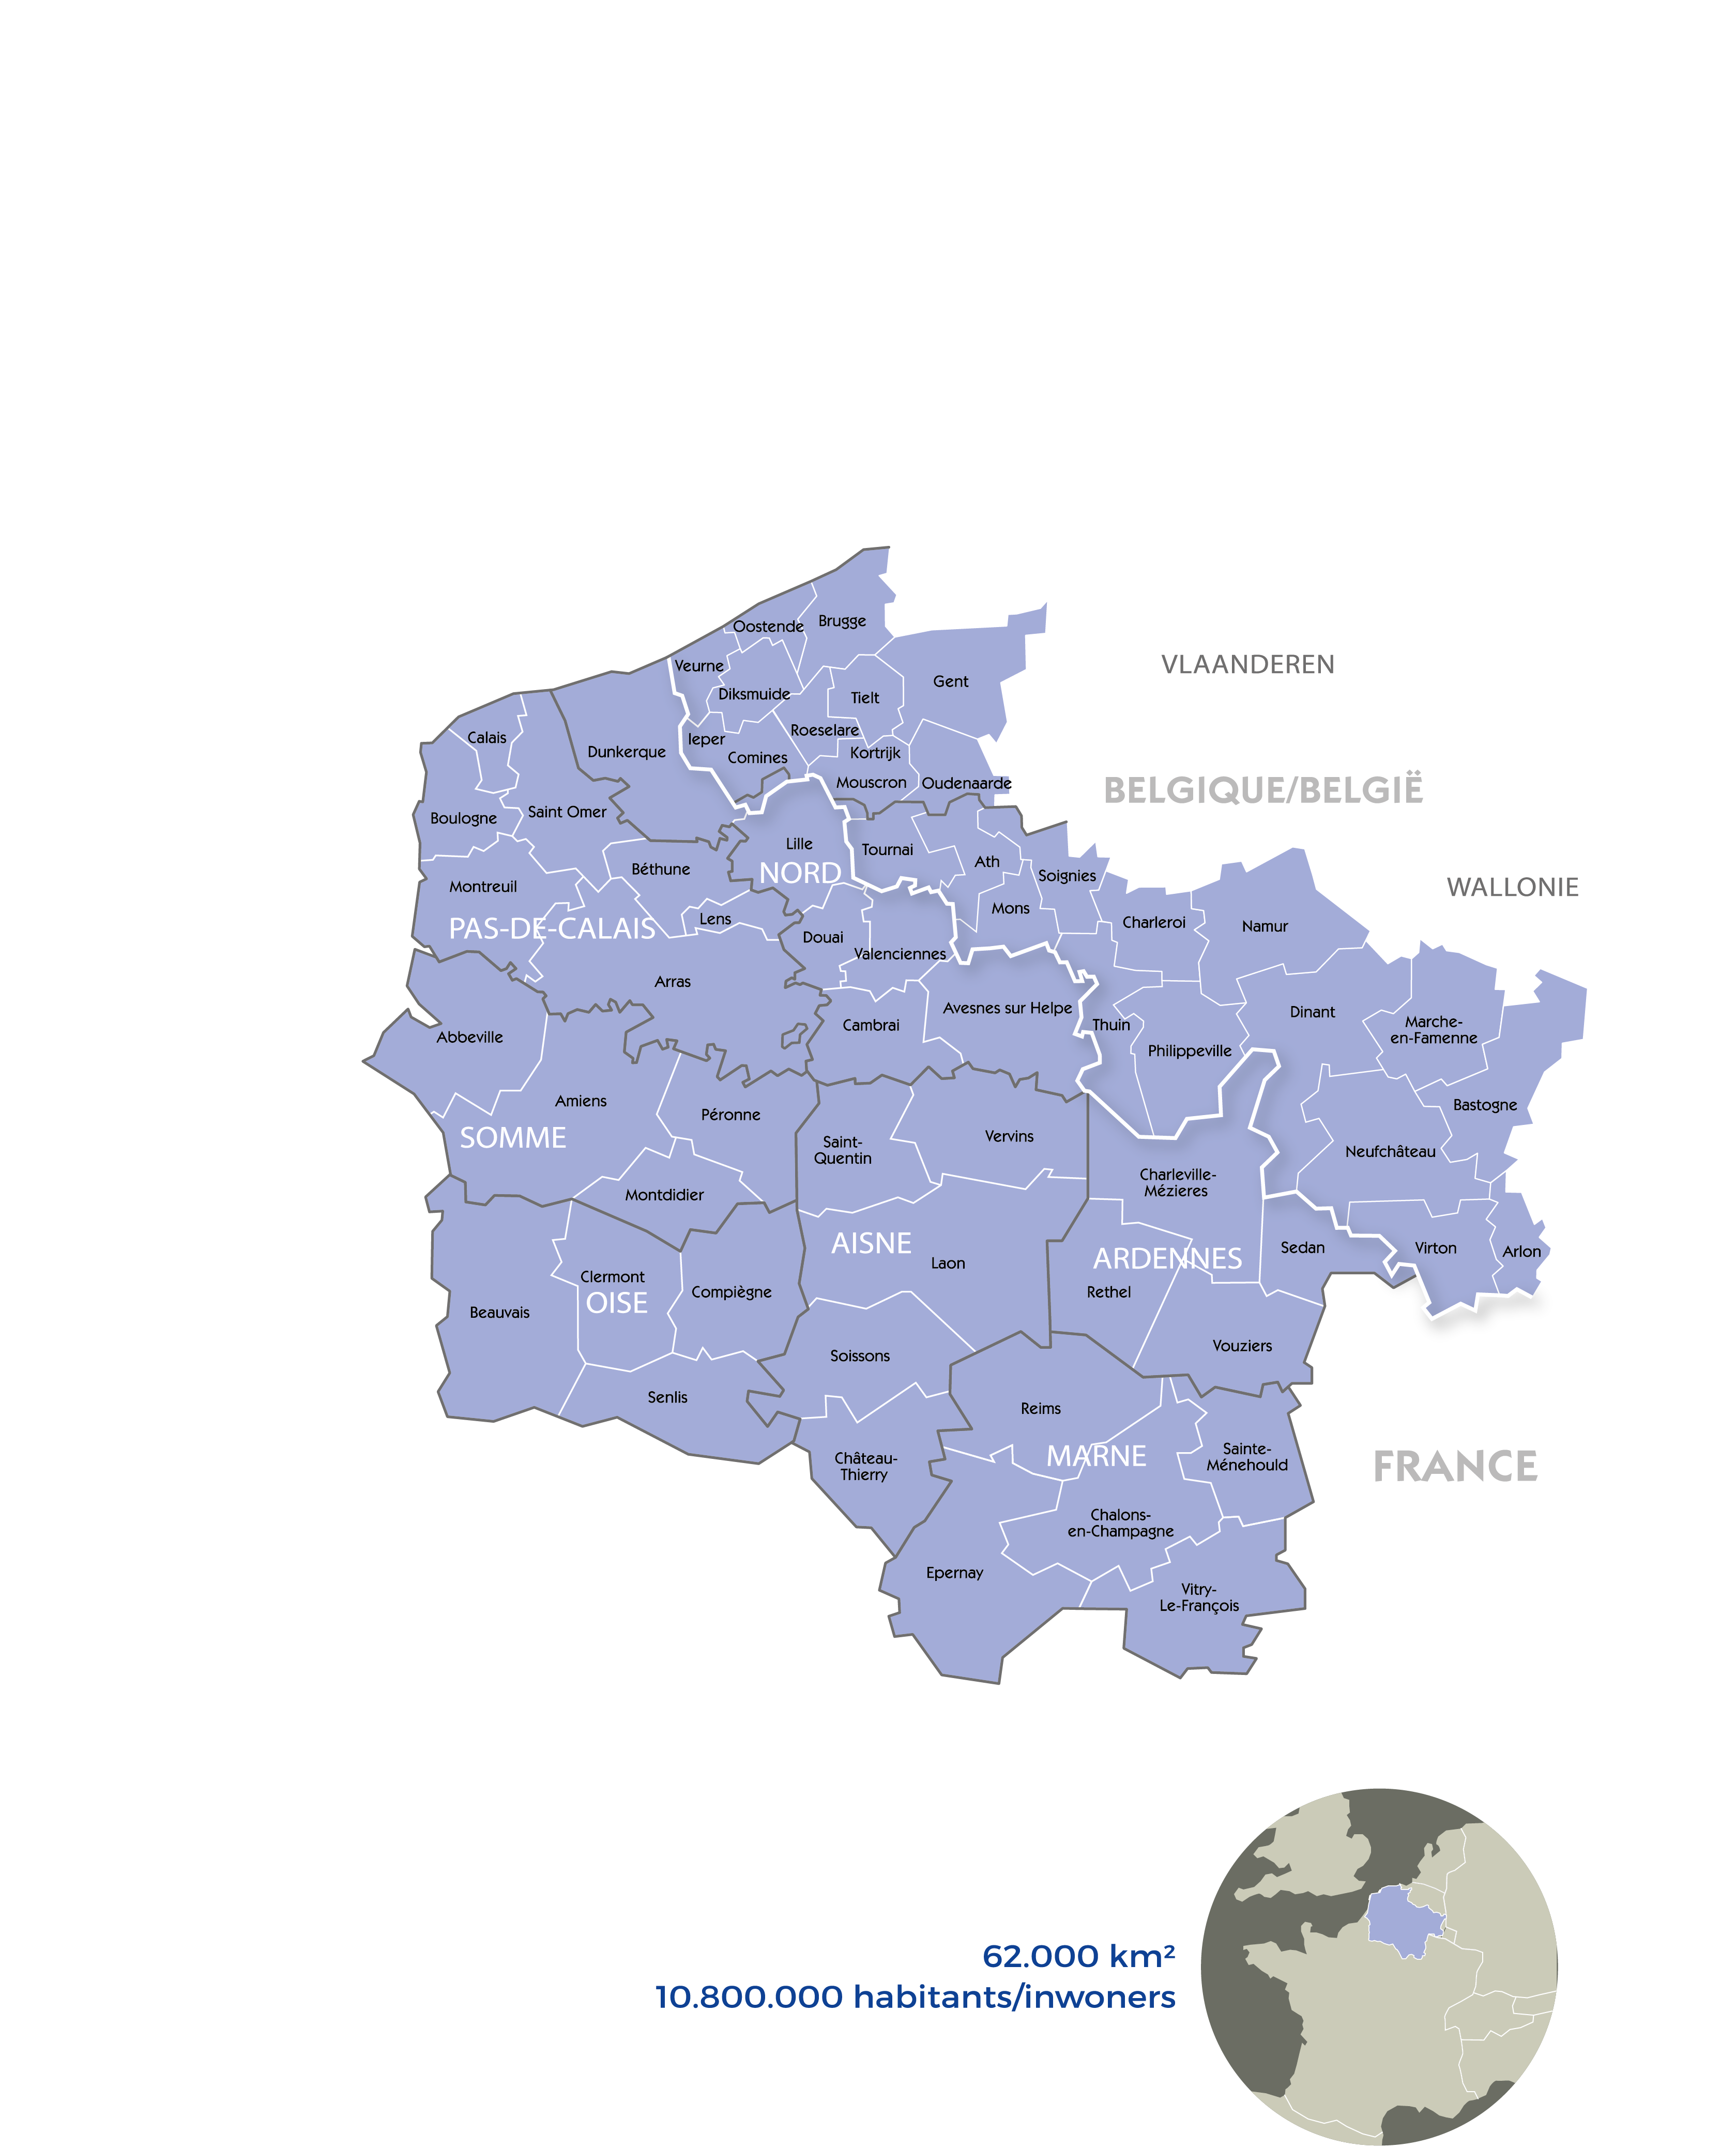 Oostende
Brugge
VLAANDEREN
Veurne
Diksmuide
Gent
Tielt
Roeselare
Calais
Dunkerque
Ieper
Comines
Kortrijk
Mouscron
Oudenaarde
BELGIQUE/BELGIË
Boulogne
Saint Omer
Lille
NORD
Tournai
Ath
Soignies
WALLONIE
Montreuil
Béthune
PAS-DE-CALAIS
Lens
Mons
Charleroi
Namur
Douai
Valenciennes
Arras
Avesnes sur Helpe
Cambrai
Thuin
Dinant
Marche-
en-Famenne
Abbeville
Philippeville
Amiens
Péronne
Bastogne
SOMME
Saint-
Quentin
Vervins
Neufchâteau
Montdidier
Charleville-
Mézieres
AISNE
Laon
ARDENNES
Sedan
Virton
Arlon
Clermont
OISE
Compiègne
Rethel
Beauvais
Soissons
Vouziers
Senlis
Reims
MARNE
Sainte-
Ménehould
FRANCE
Château-
Thierry
Chalons-
en-Champagne
Epernay
Vitry-
Le-François
62.000 km²
10.800.000 habitants/inwoners